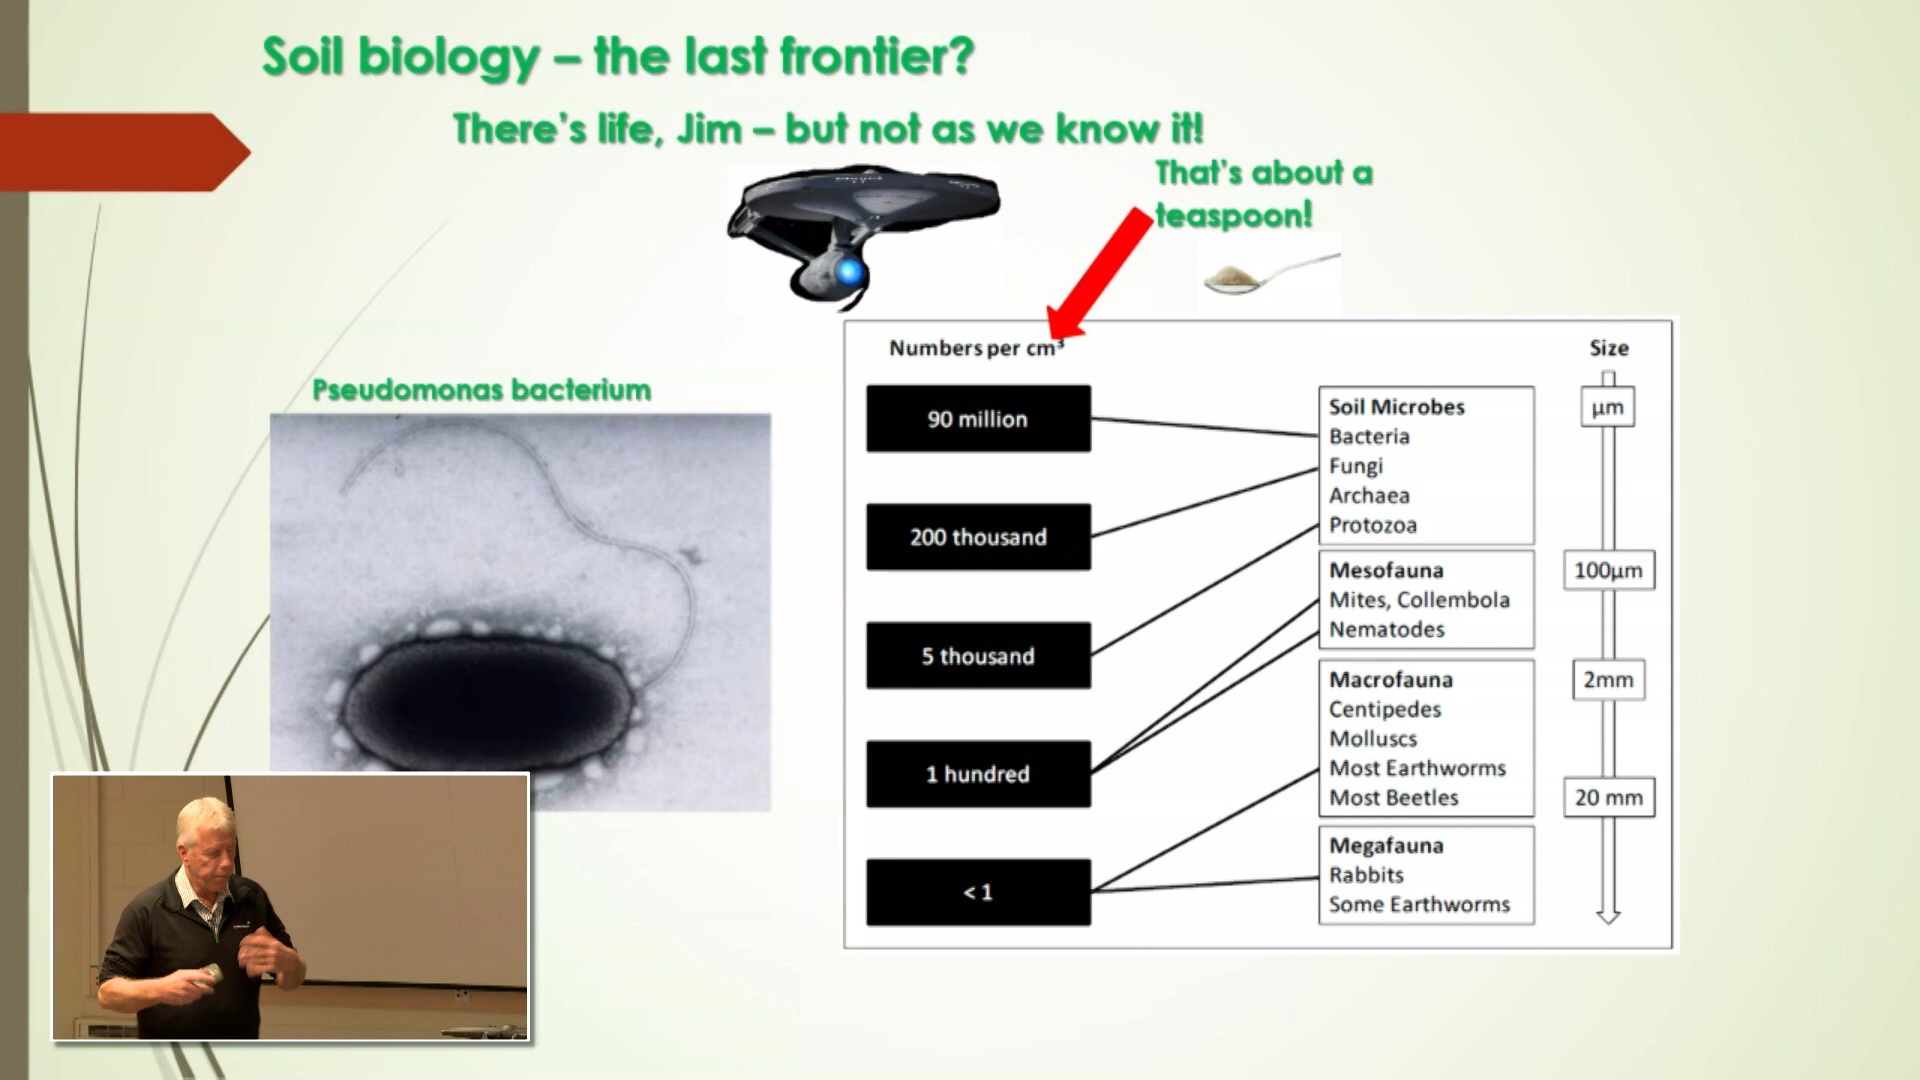 Soil biology – the last frontier?
There's life, Jim – but not as we know it!
That's about a
teaspoon!
Pseudomonas bacterium
Numbers per cm³
Size
90 million
200 thousand
5 thousand
1 hundred
< 1
Soil Microbes
Bacteria
Fungi
Archaea
Protozoa
Mesofauna
Mites, Collembola
Nematodes
Macrofauna
Centipedes
Molluscs
Most Earthworms
Most Beetles
Megafauna
Rabbits
Some Earthworms
µm
100µm
2mm
20 mm